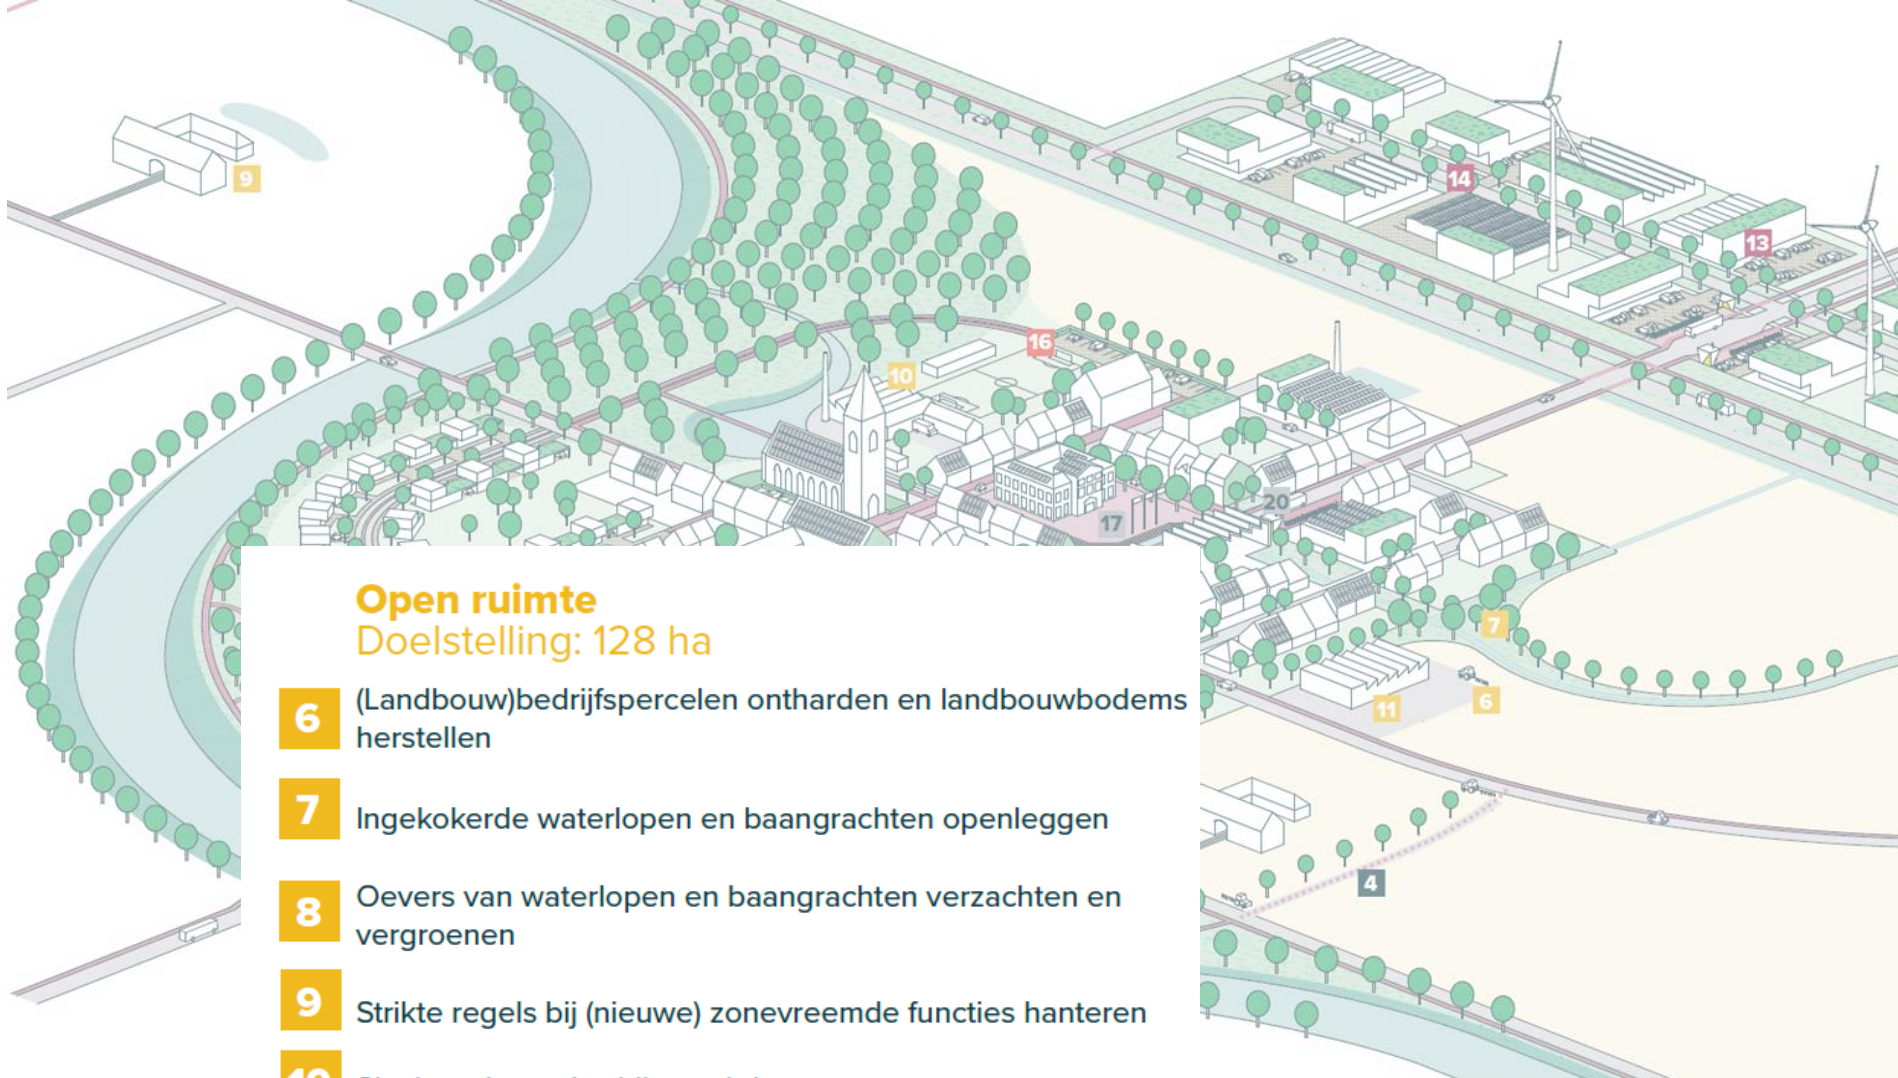 9
14
13
16
10
17
20
7
11
6
4
Open ruimte
Doelstelling: 128 ha
6
(Landbouw)bedrijfspercelen ontharden en landbouwbodems
herstellen
7
Ingekokerde waterlopen en baangrachten openleggen
8
Oevers van waterlopen en baangrachten verzachten en
vergroenen
9
Strikte regels bij (nieuwe) zonevreemde functies hanteren
10